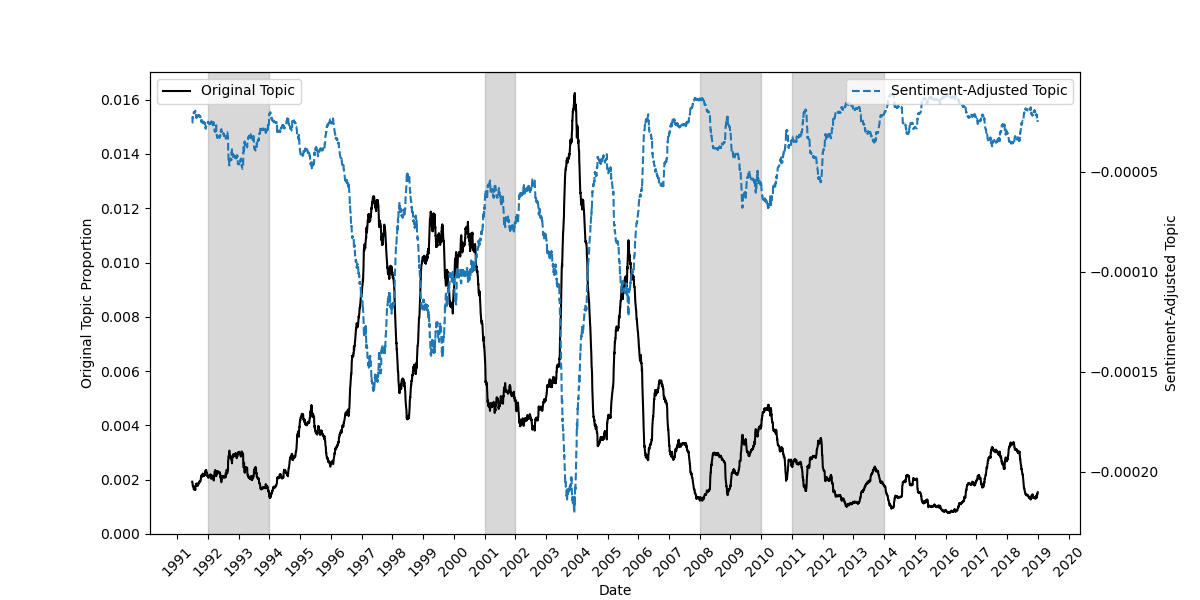 Original Topic
Sentiment-Adjusted Topic
0.016
0.014
0.012
0.010
0.008
0.006
0.004
0.002
0.000
Original Topic Proportion
−0.00005
−0.00010
−0.00015
−0.00020
Sentiment-Adjusted Topic
1991 1992 1993 1994 1995 1996 1997 1998 1999 2000 2001 2002 2003 2004 2005 2006 2007 2008 2009 2010 2011 2012 2013 2014 2015 2016 2017 2018 2019 2020
Date